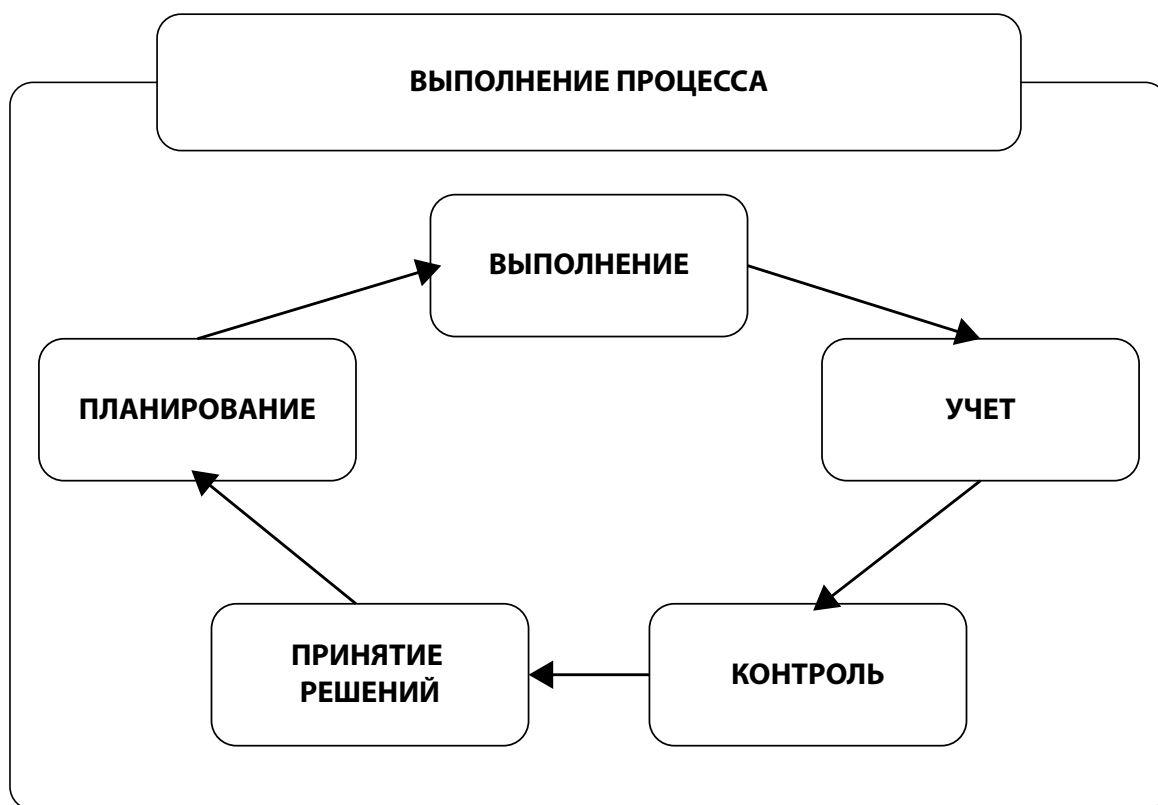 ВЫПОЛНЕНИЕ ПРОЦЕССА
ВЫПОЛНЕНИЕ
ПЛАНИРОВАНИЕ
УЧЕТ
ПРИНЯТИЕ
РЕШЕНИЙ
КОНТРОЛЬ